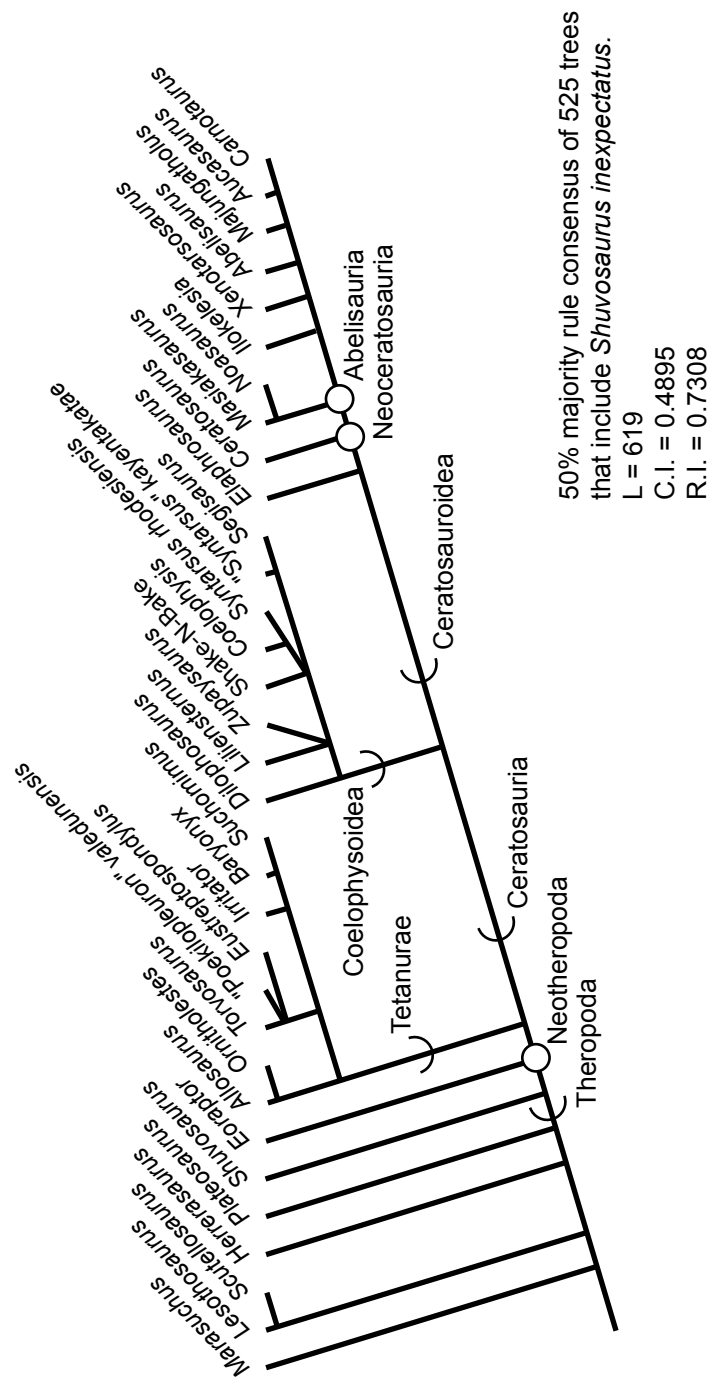 Marasuchus
Lesothosaurus
Scutellosaurus
Herrerasaurus
Plateosaurus
Shuvosaurus
Eoraptor
Allosaurus
Ornitholestes
Torvosaurus
"Poekilopleuron" valedunensis
Eustreptospondylus
Irritator
Baryonyx
Suchomimus
Dilophosaurus
Liliensternus
Zupaysaurus
Shake-N-Bake
Coelophysis
Syntarsus rhodesiensis
"Syntarsus" kayentakatae
Segisaurus
Elaphrosaurus
Ceratosaurus
Masiakasaurus
Noasaurus
Ilokelesia
Xenotarsosaurus
Abelisaurus
Majungatholus
Aucasaurus
Carnotaurus
Tetanurae
Coelophysoidea
Theropoda
Neotheropoda
Ceratosauria
Ceratosauroidea
Neoceratosauria
Abelisauria
50% majority rule consensus of 525 trees
that include Shuvosaurus inexpectatus.
L = 619
C.I. = 0.4895
R.I. = 0.7308